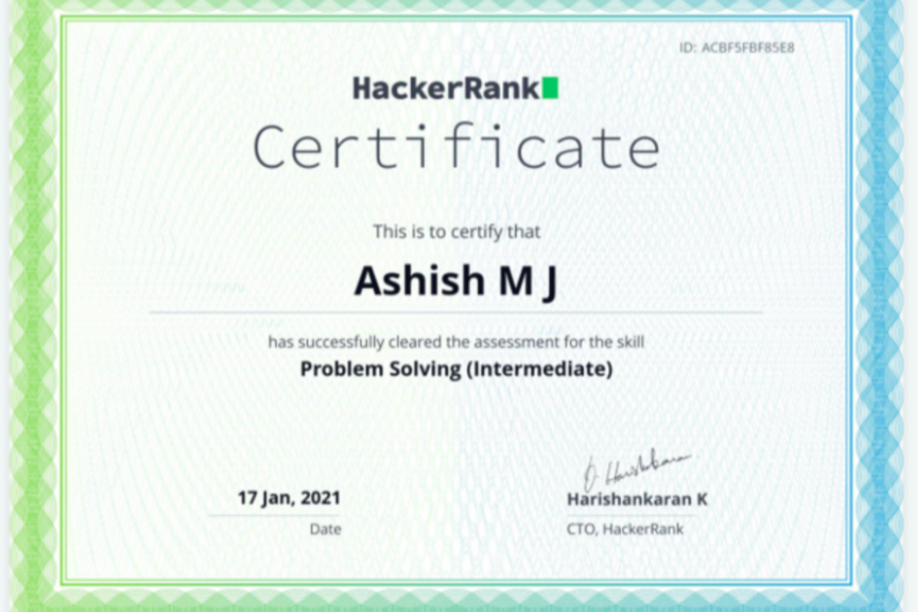 ID: ACBF5FBF85E8
HackerRank
Certificate
This is to certify that
Ashish M J
has successfully cleared the assessment for the skill
Problem Solving (Intermediate)
17 Jan, 2021
Date
Harishankaran K
CTO, HackerRank